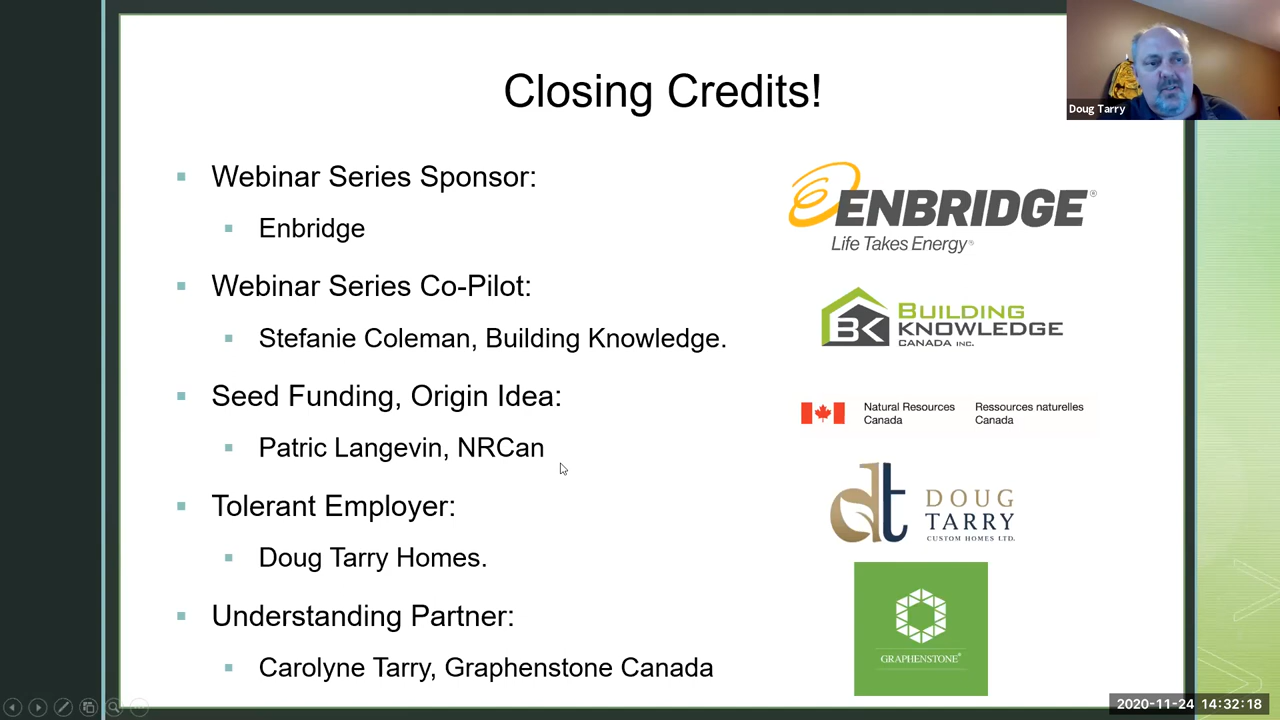 Closing Credits!
Doug Tarry
Webinar Series Sponsor:
Enbridge
ENBRIDGE®
Life Takes Energy®
Webinar Series Co-Pilot:
Stefanie Coleman, Building Knowledge.
BK BUILDING
KNOWLEDGE
CANADA INC.
Seed Funding, Origin Idea:
Patric Langevin, NRCan
Natural Resources
Canada
Ressources naturelles
Canada
Tolerant Employer:
Doug Tarry Homes.
dt DOUG
TARRY
CUSTOM HOMES LTD.
Understanding Partner:
Carolyne Tarry, Graphenstone Canada
GRAPHENSTONE®
2020-11-24 14:32:18